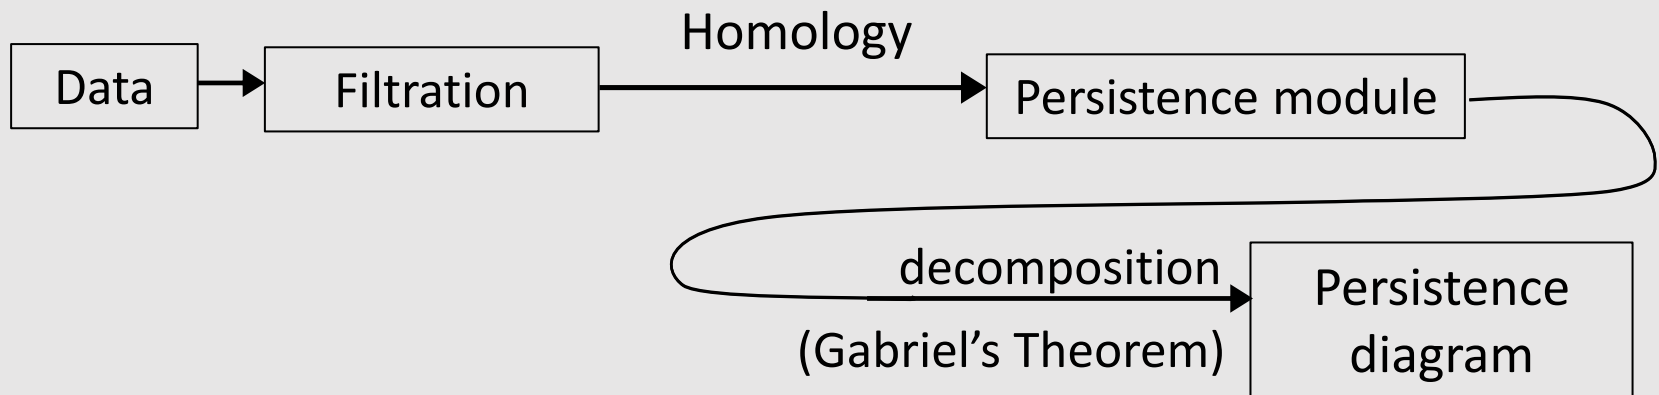 Homology
Data
Filtration
Persistence module
decomposition
(Gabriel’s Theorem)
Persistence
diagram